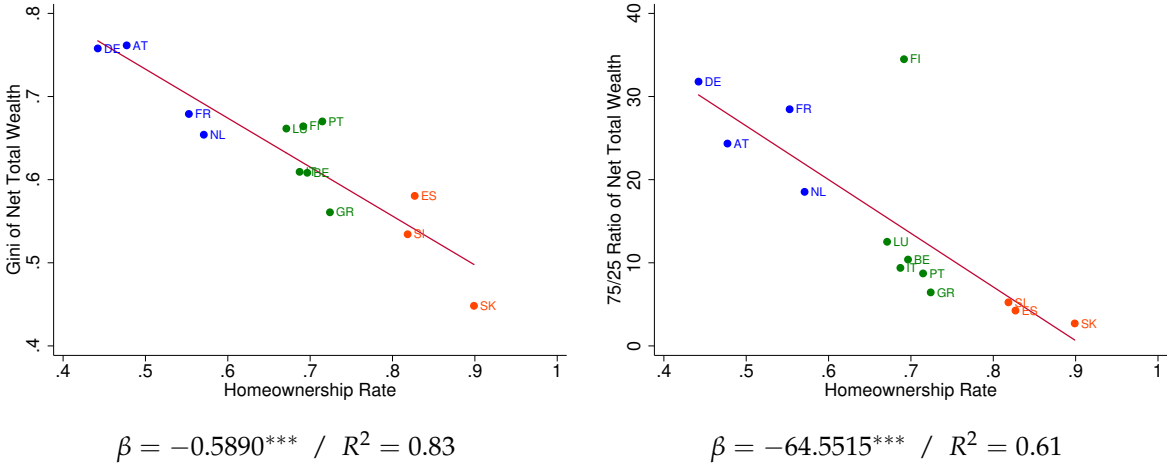 Gini of Net Total Wealth
.8
.7
.6
.5
.4
DE
AT
FR
NL
LU
FI
PT
BE
GR
ES
SI
SK
.4 .5 .6 .7 .8 .9 1
Homeownership Rate
β = −0.5890*** / R² = 0.83
75/25 Ratio of Net Total Wealth
40
30
20
10
0
FI
DE
FR
AT
NL
LU
BE
IT
PT
GR
SI
ES
SK
.4 .5 .6 .7 .8 .9 1
Homeownership Rate
β = −64.5515*** / R² = 0.61